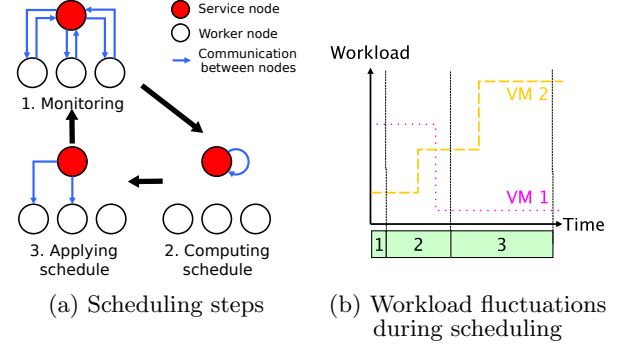 Service node
Worker node
Communication
between nodes
1. Monitoring
3. Applying
schedule
2. Computing
schedule
(a) Scheduling steps
Workload
VM 2
VM 1
Time
1 2 3
(b) Workload fluctuations
during scheduling